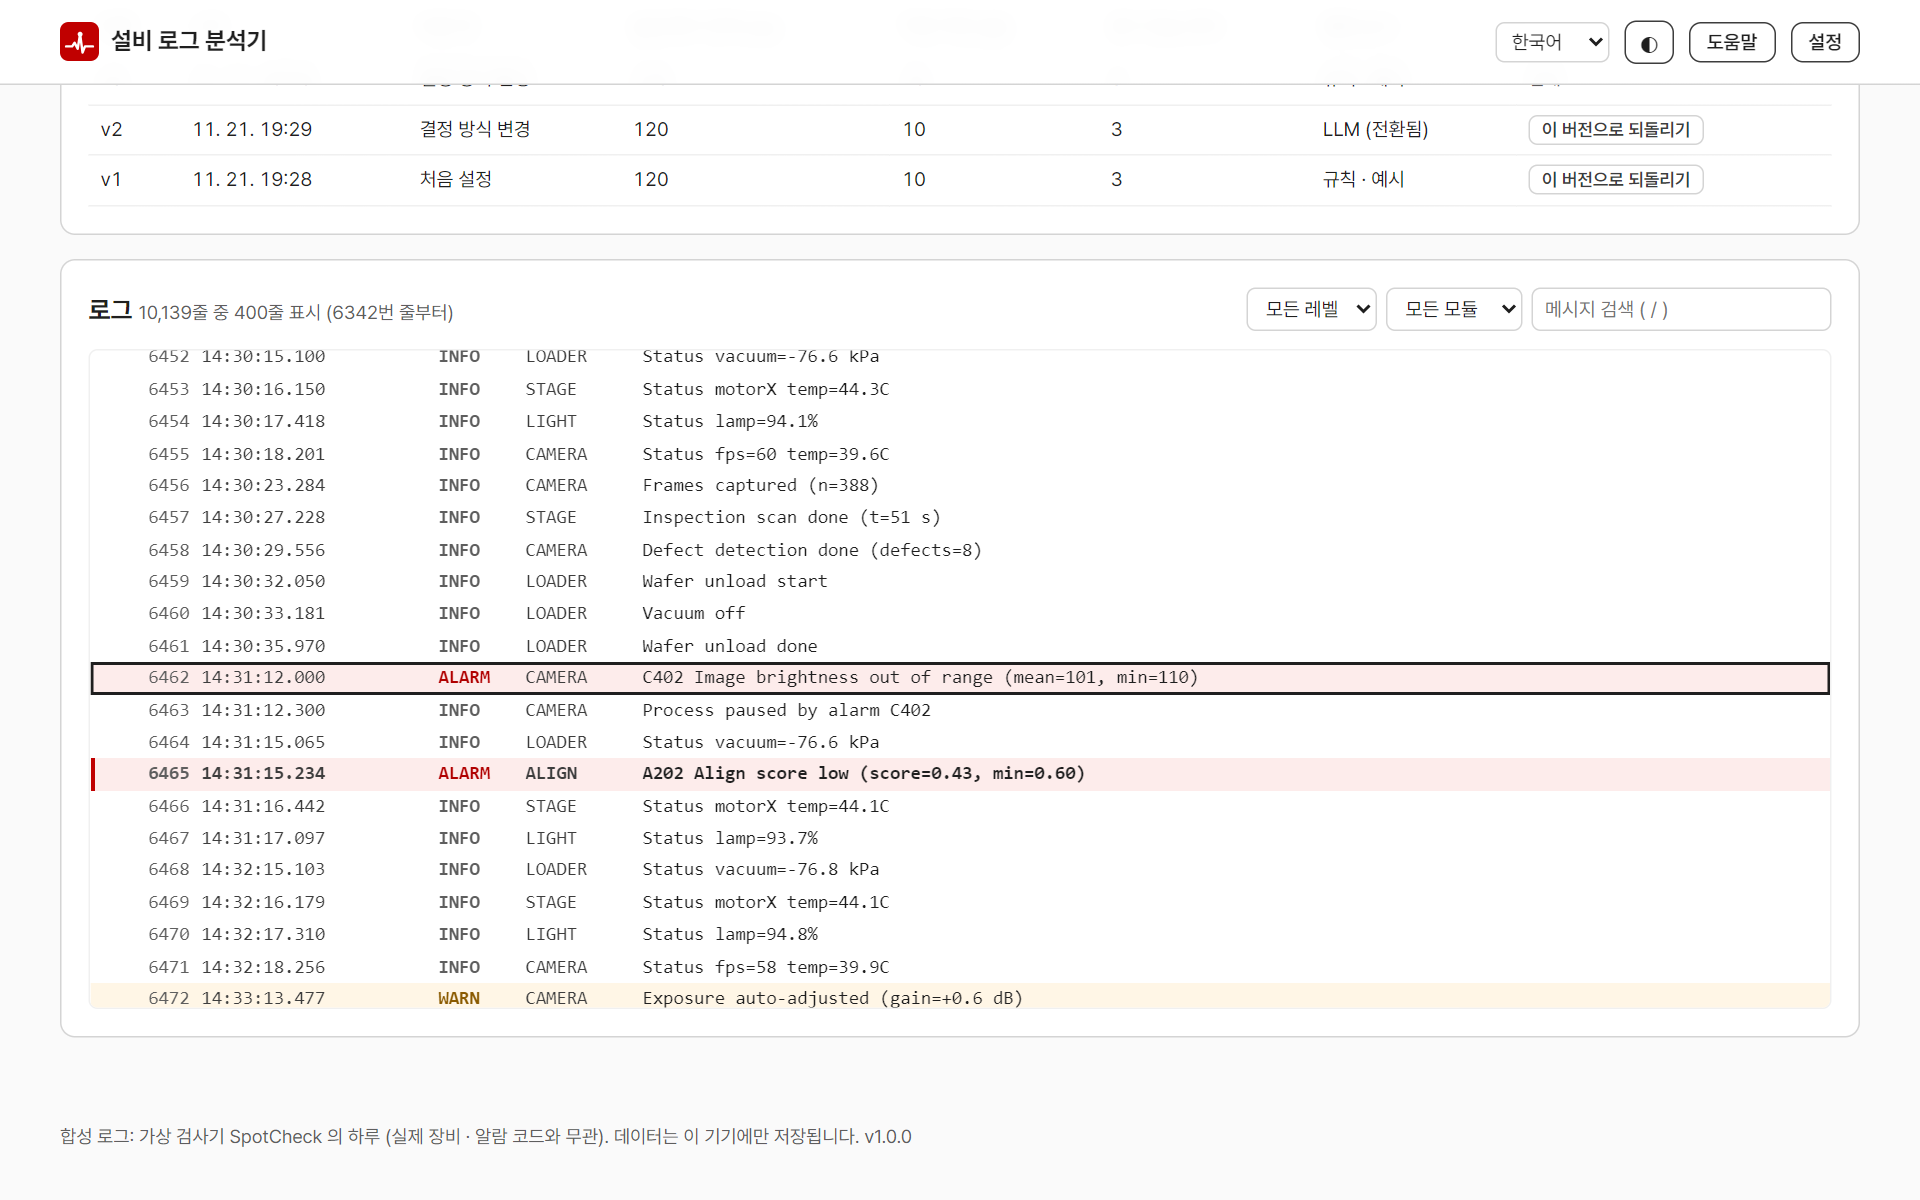 설비 로그 분석기
한국어
도움말
설정
v2 11. 21. 19:29 결정 방식 변경 120 10 3 LLM (전환됨) 이 버전으로 되돌리기
v1 11. 21. 19:28 처음 설정 120 10 3 규칙 · 예시 이 버전으로 되돌리기
로그 10,139줄 중 400줄 표시 (6342번 줄부터)
모든 레벨
모든 모듈
메시지 검색 ( / )
6452 14:30:15.100 INFO LOADER Status vacuum=-76.6 kPa
6453 14:30:16.150 INFO STAGE Status motorX temp=44.3C
6454 14:30:17.418 INFO LIGHT Status lamp=94.1%
6455 14:30:18.201 INFO CAMERA Status fps=60 temp=39.6C
6456 14:30:23.284 INFO CAMERA Frames captured (n=388)
6457 14:30:27.228 INFO STAGE Inspection scan done (t=51 s)
6458 14:30:29.556 INFO CAMERA Defect detection done (defects=8)
6459 14:30:32.050 INFO LOADER Wafer unload start
6460 14:30:33.181 INFO LOADER Vacuum off
6461 14:30:35.970 INFO LOADER Wafer unload done
6462 14:31:12.000 ALARM CAMERA C402 Image brightness out of range (mean=101, min=110)
6463 14:31:12.300 INFO CAMERA Process paused by alarm C402
6464 14:31:15.065 INFO LOADER Status vacuum=-76.6 kPa
6465 14:31:15.234 ALARM ALIGN A202 Align score low (score=0.43, min=0.60)
6466 14:31:16.442 INFO STAGE Status motorX temp=44.1C
6467 14:31:17.097 INFO LIGHT Status lamp=93.7%
6468 14:32:15.103 INFO LOADER Status vacuum=-76.8 kPa
6469 14:32:16.179 INFO STAGE Status motorX temp=44.1C
6470 14:32:17.310 INFO LIGHT Status lamp=94.8%
6471 14:32:18.256 INFO CAMERA Status fps=58 temp=39.9C
6472 14:33:13.477 WARN CAMERA Exposure auto-adjusted (gain=+0.6 dB)
합성 로그: 가상 검사기 SpotCheck 의 하루 (실제 장비 · 알람 코드와 무관). 데이터는 이 기기에만 저장됩니다. v1.0.0